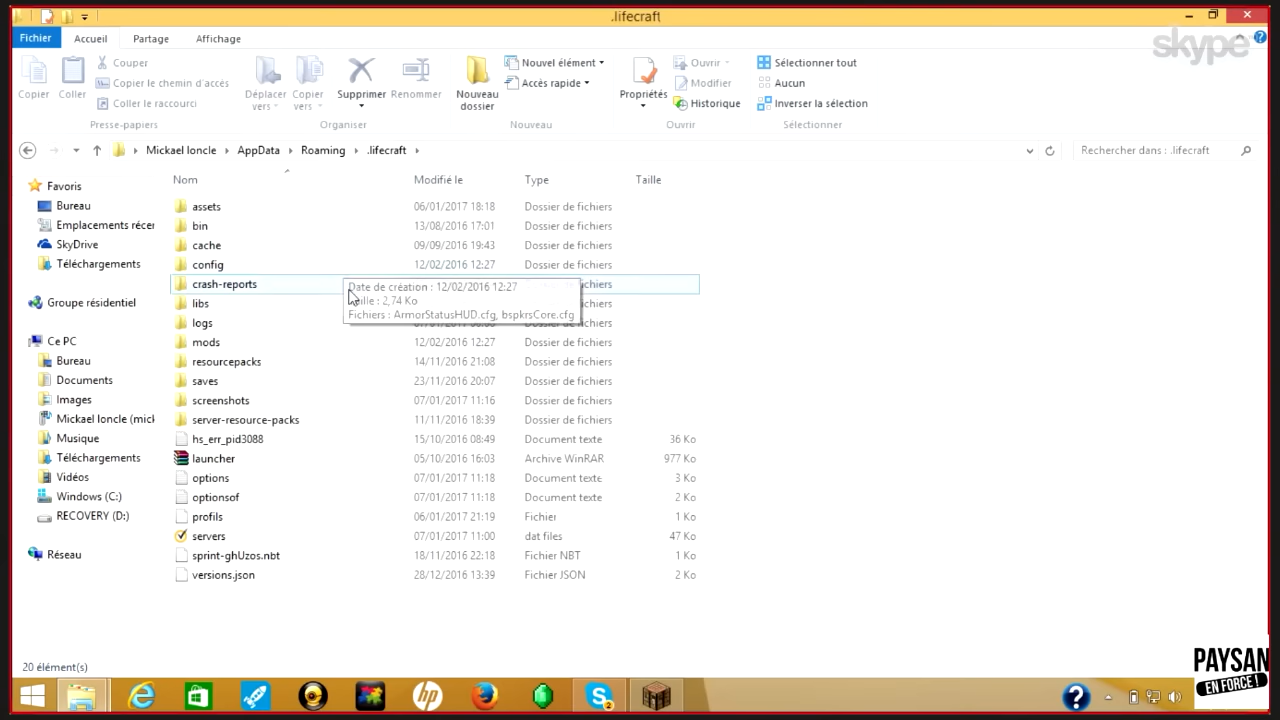 .lifecraft
Fichier Accueil Partage Affichage
skype
Copier
Coller
Couper
Copier le chemin d'accès
Coller le raccourci
Presse-papiers
Déplacer vers
Copier vers
Supprimer
Renommer
Organiser
Nouveau dossier
Nouvel élément
Accès rapide
Nouveau
Propriétés
Ouvrir
Modifier
Historique
Ouvrir
Sélectionner tout
Aucun
Inverser la sélection
Sélectionner
Mickael loncle AppData Roaming .lifecraft
Rechercher dans : .lifecraft
Favoris
Bureau
Emplacements récer
SkyDrive
Téléchargements
Groupe résidentiel
Ce PC
Bureau
Documents
Images
Mickael loncle (mick
Musique
Téléchargements
Vidéos
Windows (C:)
RECOVERY (D:)
Réseau
Nom Modifié le Type Taille
assets 06/01/2017 18:18 Dossier de fichiers
bin 13/08/2016 17:01 Dossier de fichiers
cache 09/09/2016 19:43 Dossier de fichiers
config 12/02/2016 12:27 Dossier de fichiers
crash-reports
Date de création : 12/02/2016 12:27
Taille : 2,74 Ko
Fichiers : ArmorStatusHUD.cfg, bspkrsCore.cfg
libs Dossier de fichiers
logs
mods 12/02/2016 12:27 Dossier de fichiers
resourcepacks 14/11/2016 21:08 Dossier de fichiers
saves 23/11/2016 20:07 Dossier de fichiers
screenshots 07/01/2017 11:16 Dossier de fichiers
server-resource-packs 11/11/2016 18:39 Dossier de fichiers
hs_err_pid3088 15/10/2016 08:49 Document texte 36 Ko
launcher 05/10/2016 16:03 Archive WinRAR 977 Ko
options 07/01/2017 11:18 Document texte 3 Ko
optionsof 07/01/2017 11:18 Document texte 2 Ko
profils 06/01/2017 21:19 Fichier 1 Ko
servers 07/01/2017 11:00 dat files 47 Ko
sprint-ghUzos.nbt 18/11/2016 22:18 Fichier NBT 1 Ko
versions.json 28/12/2016 13:39 Fichier JSON 2 Ko
20 élément(s)
PAYSAN
EN FORCE !